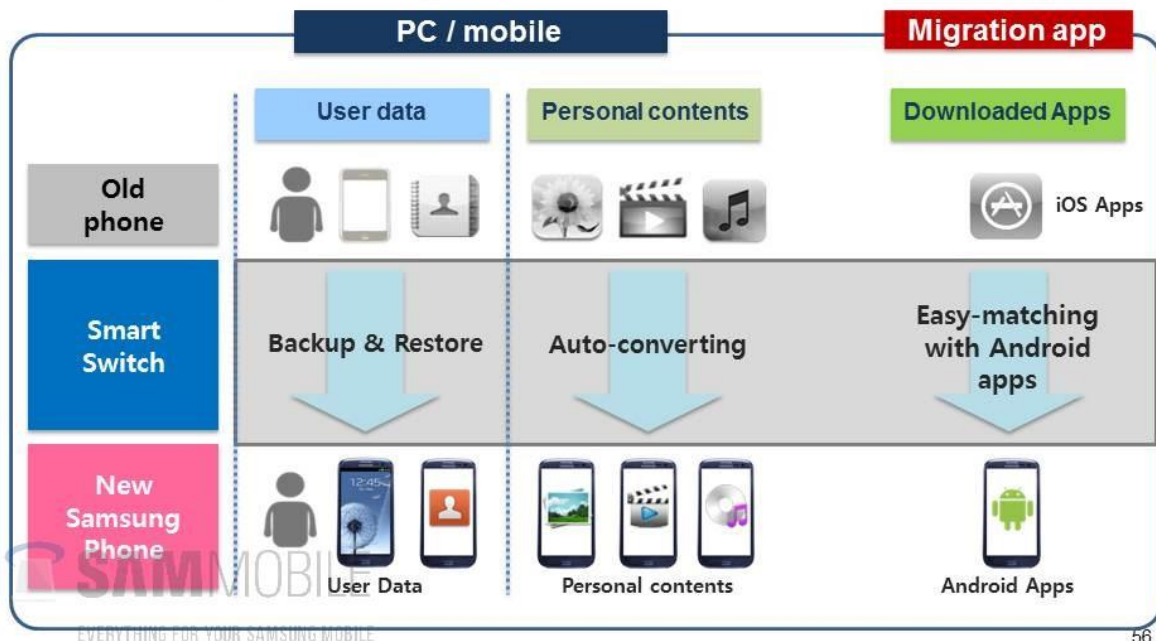 PC / mobile
Migration app
User data
Personal contents
Downloaded Apps
Old
phone
iOS Apps
Smart
Switch
Backup & Restore
Auto-converting
Easy-matching
with Android
apps
New
Samsung
Phone
12:45
User Data
Personal contents
Android Apps
SAMMOBILE
EVERYTHING FOR YOUR SAMSUNG MOBILE
56